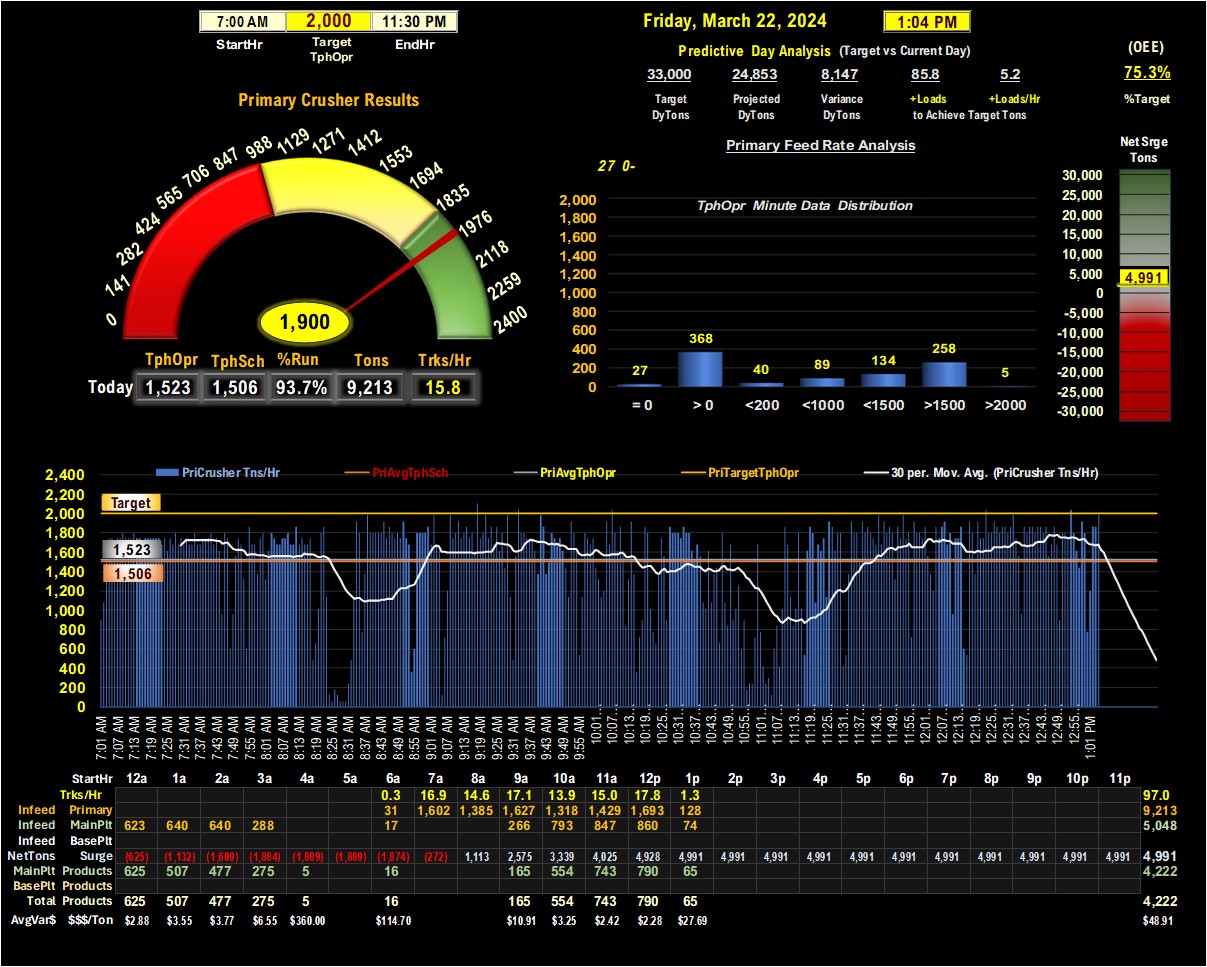 7:00 AM 2,000 11:30 PM
StartHr Target TphOpr EndHr
Friday, March 22, 2024 1:04 PM
Predictive Day Analysis (Target vs Current Day)
33,000 24,853 8,147 85.8 5.2
Target DyTons Projected DyTons Variance DyTons +Loads +Loads/Hr
to Achieve Target Tons
(OEE)
75.3%
%Target
Primary Crusher Results
0 141 282 424 565 706 847 988 1129 1271 1412 1553 1694 1835 1976 2118 2259 2400
1,900
TphOpr TphSch %Run Tons Trks/Hr
Today 1,523 1,506 93.7% 9,213 15.8
Primary Feed Rate Analysis
27 0-
TphOpr Minute Data Distribution
2,000
1,800
1,600
1,400
1,200
1,000
800
600
400
200
0
27 368 40 89 134 258 5
= 0 > 0 <200 <1000 <1500 >1500 >2000
Net Srge
Tons
30,000
25,000
20,000
15,000
10,000
5,000
4,991
0
-5,000
-10,000
-15,000
-20,000
-25,000
-30,000
PriCrusher Tns/Hr PriAvgTphSch PriAvgTphOpr PriTargetTphOpr 30 per. Mov. Avg. (PriCrusher Tns/Hr)
2,400
2,200
2,000
1,800
1,600
1,400
1,200
1,000
800
600
400
200
0
Target
1,523
1,506
7:01 AM 7:07 AM 7:13 AM 7:19 AM 7:25 AM 7:31 AM 7:37 AM 7:43 AM 7:49 AM 7:55 AM 8:01 AM 8:07 AM 8:13 AM 8:19 AM 8:25 AM 8:31 AM 8:37 AM 8:43 AM 8:49 AM 8:55 AM 9:01 AM 9:07 AM 9:13 AM 9:19 AM 9:25 AM 9:31 AM 9:37 AM 9:43 AM 9:49 AM 9:55 AM 10:01… 10:07… 10:13… 10:19… 10:25… 10:31… 10:37… 10:43… 10:49… 10:55… 11:01… 11:07… 11:13… 11:19… 11:25… 11:31… 11:37… 11:43… 11:49… 11:55… 12:01… 12:07… 12:13… 12:19… 12:25… 12:31… 12:37… 12:43… 12:49… 12:55… 1:01 PM
StartHr 12a 1a 2a 3a 4a 5a 6a 7a 8a 9a 10a 11a 12p 1p 2p 3p 4p 5p 6p 7p 8p 9p 10p 11p
Trks/Hr 0.3 16.9 14.6 17.1 13.9 15.0 17.8 1.3 97.0
Infeed Primary 31 1,602 1,385 1,627 1,318 1,429 1,693 128 9,213
Infeed MainPlt 623 640 640 288 17 266 793 847 860 74 5,048
Infeed BasePlt
NetTons Surge (625) (1,132) (1,609) (1,884) (1,889) (1,889) (1,874) (272) 1,113 2,575 3,339 4,025 4,928 4,991 4,991 4,991 4,991 4,991 4,991 4,991 4,991 4,991 4,991 4,991 4,991
MainPlt Products 625 507 477 275 5 16 165 554 743 790 65 4,222
BasePlt Products
Total Products 625 507 477 275 5 16 165 554 743 790 65 4,222
AvgVar$ $$$/Ton $2.88 $3.55 $3.77 $6.55 $360.00 $114.70 $10.91 $3.25 $2.42 $2.28 $27.69 $48.91